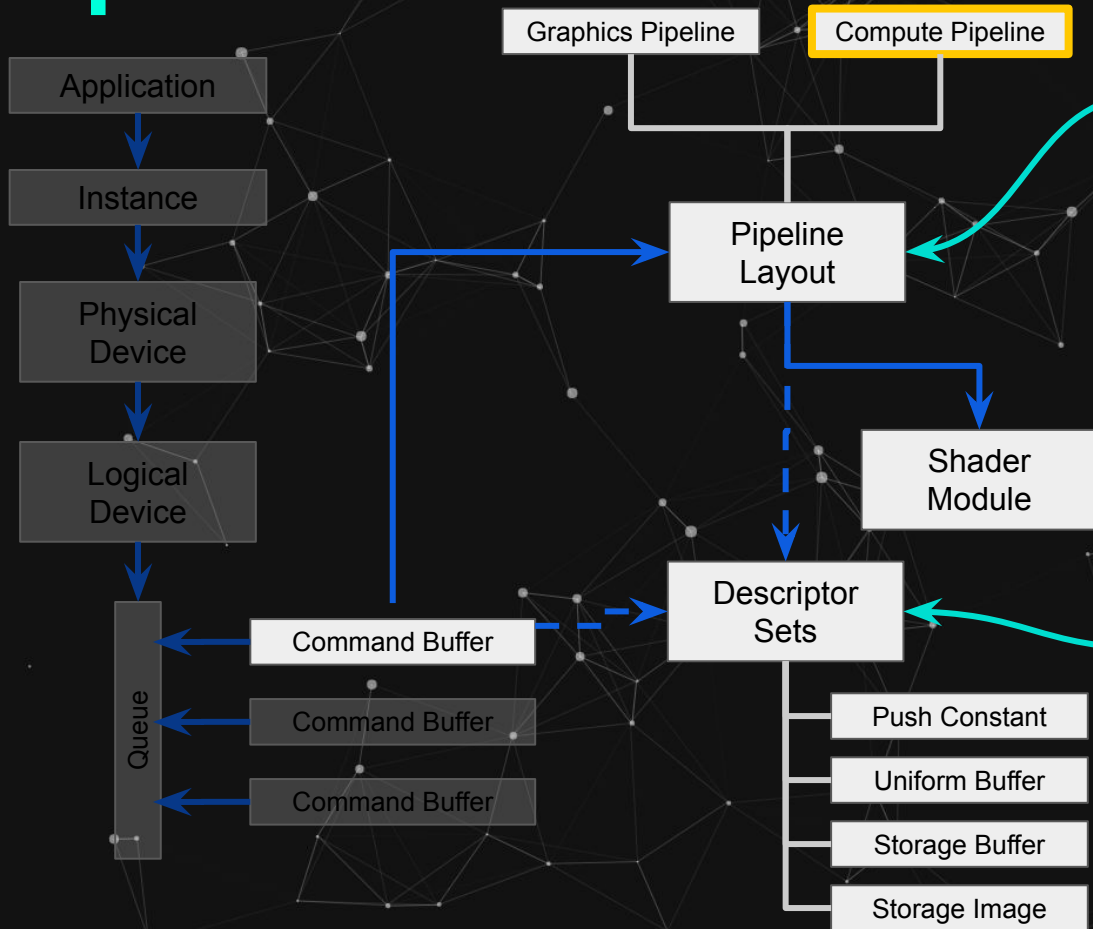 Graphics Pipeline
Compute Pipeline
Application
Instance
Physical
Device
Logical
Device
Queue
Command Buffer
Command Buffer
Command Buffer
Pipeline
Layout
Shader
Module
Descriptor
Sets
Push Constant
Uniform Buffer
Storage Buffer
Storage Image